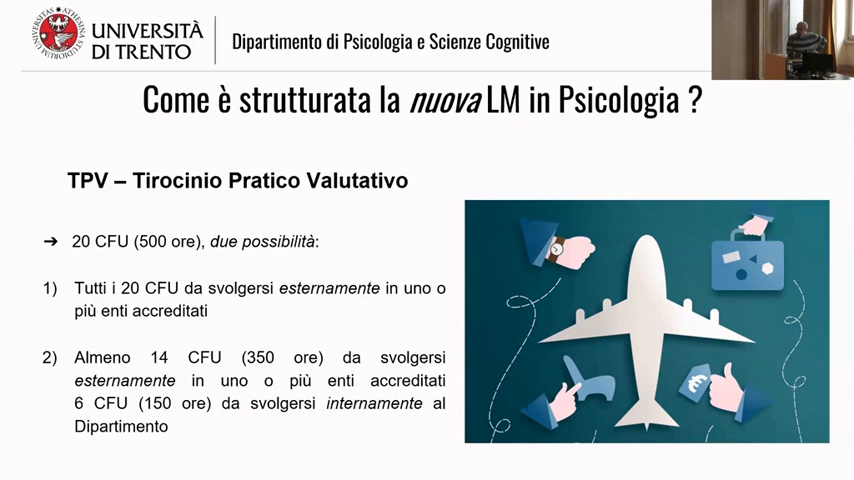 UNIVERSITÀ
DI TRENTO
Dipartimento di Psicologia e Scienze Cognitive
Come è strutturata la nuova LM in Psicologia ?
TPV – Tirocinio Pratico Valutativo
➔ 20 CFU (500 ore), due possibilità:
1) Tutti i 20 CFU da svolgersi esternamente in uno o
più enti accreditati
2) Almeno 14 CFU (350 ore) da svolgersi
esternamente in uno o più enti accreditati
6 CFU (150 ore) da svolgersi internamente al
Dipartimento
€